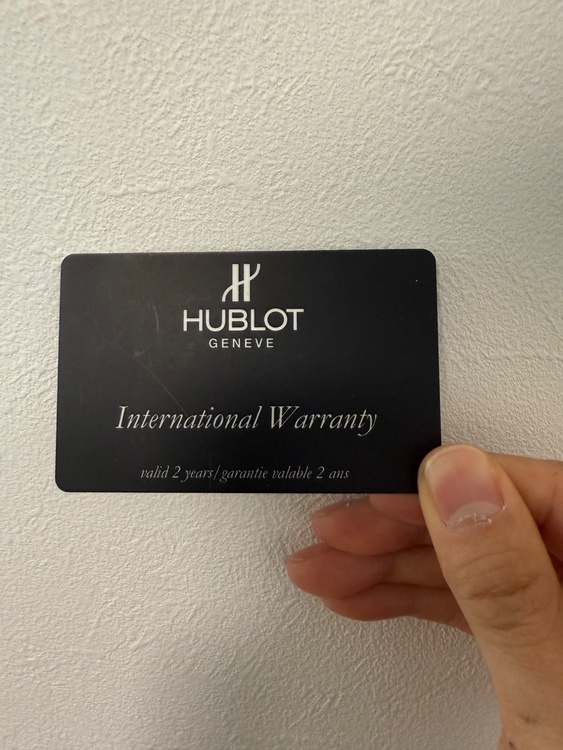 HUBLOT
GENEVE
International Warranty
valid 2 years/garantie valable 2 ans